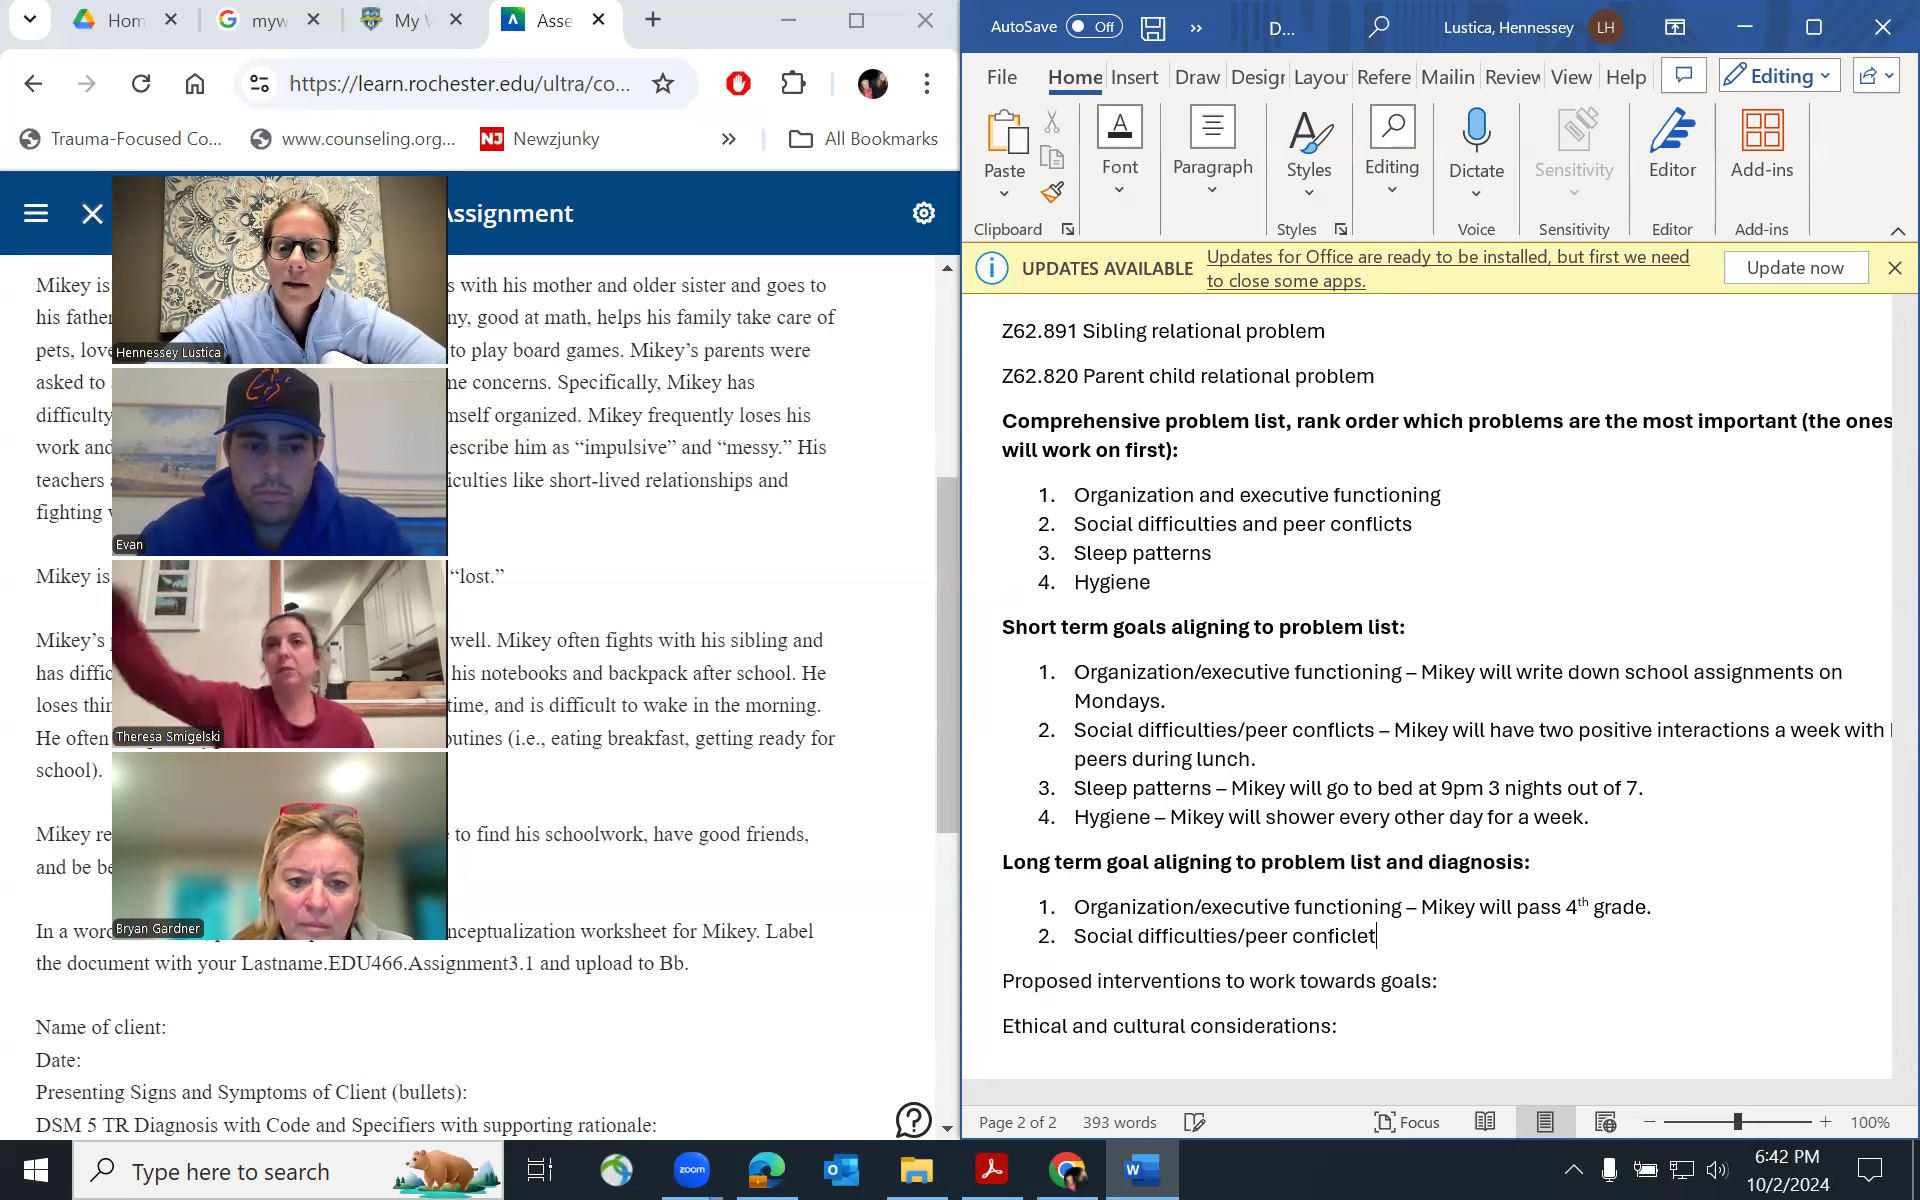 Hom
myw
My V
Asse
https://learn.rochester.edu/ultra/co...
Trauma-Focused Co...
www.counseling.org...
NJ
Newzjunky
All Bookmarks
Assignment
Mikey is
s with his mother and older sister and goes to
his father
ny, good at math, helps his family take care of
pets, love
to play board games. Mikey’s parents were
asked to
me concerns. Specifically, Mikey has
difficulty
mself organized. Mikey frequently loses his
work and
escribe him as “impulsive” and “messy.” His
teachers
iculties like short-lived relationships and
fighting
Mikey is
“lost.”
Mikey’s
well. Mikey often fights with his sibling and
has diffic
his notebooks and backpack after school. He
loses thin
time, and is difficult to wake in the morning.
He often
outines (i.e., eating breakfast, getting ready for
school).
Mikey re
to find his schoolwork, have good friends,
and be be
In a word
nceptualization worksheet for Mikey. Label
the document with your Lastname.EDU466.Assignment3.1 and upload to Bb.
Name of client:
Date:
Presenting Signs and Symptoms of Client (bullets):
DSM 5 TR Diagnosis with Code and Specifiers with supporting rationale:
Hennessey Lustica
Evan
Theresa Smigelski
Bryan Gardner
AutoSave Off
D...
Lustica, Hennessey LH
File Home Insert Draw Desigr Layou Refere Mailin Review View Help
Editing
Paste
Font
Paragraph
Styles
Editing
Dictate
Sensitivity
Editor
Add-ins
Clipboard
Styles
Voice
Sensitivity
Editor
Add-ins
UPDATES AVAILABLE
Updates for Office are ready to be installed, but first we need
to close some apps.
Update now
Z62.891 Sibling relational problem
Z62.820 Parent child relational problem
Comprehensive problem list, rank order which problems are the most important (the ones
will work on first):
1. Organization and executive functioning
2. Social difficulties and peer conflicts
3. Sleep patterns
4. Hygiene
Short term goals aligning to problem list:
1. Organization/executive functioning – Mikey will write down school assignments on
Mondays.
2. Social difficulties/peer conflicts – Mikey will have two positive interactions a week with
peers during lunch.
3. Sleep patterns – Mikey will go to bed at 9pm 3 nights out of 7.
4. Hygiene – Mikey will shower every other day for a week.
Long term goal aligning to problem list and diagnosis:
1. Organization/executive functioning – Mikey will pass 4th grade.
2. Social difficulties/peer conficlet
Proposed interventions to work towards goals:
Ethical and cultural considerations:
Page 2 of 2
393 words
Focus
100%
Type here to search
zoom
6:42 PM
10/2/2024